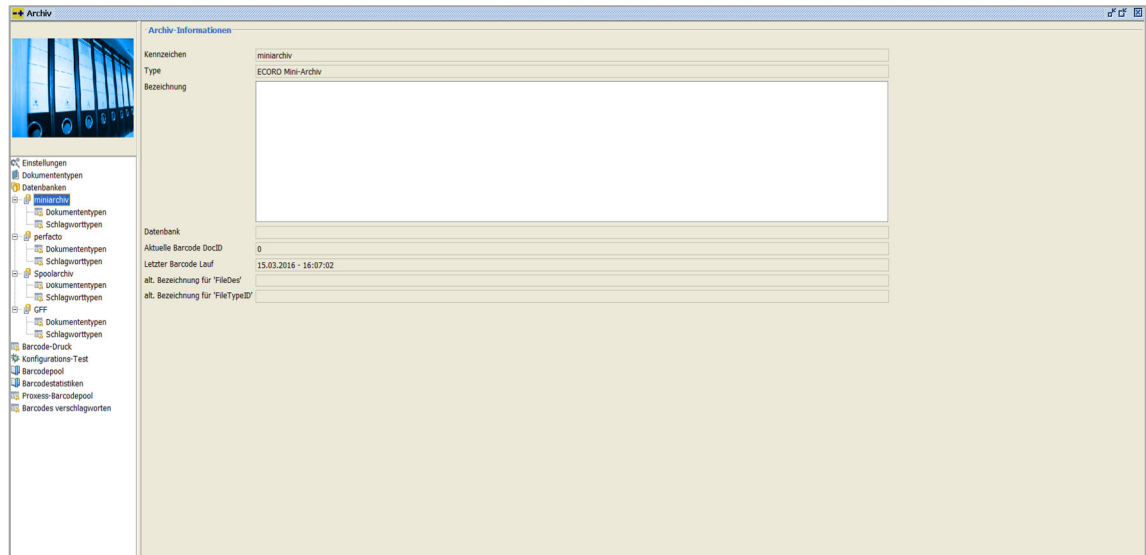 Archiv
Archiv-Informationen
Kennzeichen miniarchiv
Type ECORO Mini-Archiv
Bezeichnung
Datenbank
Aktuelle Barcode DocID 0
Letzter Barcode Lauf 15.03.2016 - 16:07:02
alt. Bezeichnung für 'FileDes'
alt. Bezeichnung für 'FileTypeID'
Einstellungen
Dokumententypen
Datenbanken
miniarchiv
Dokumententypen
Schlagworttypen
perfacto
Dokumententypen
Schlagworttypen
Spoolarchiv
Dokumententypen
Schlagworttypen
GFF
Dokumententypen
Schlagworttypen
Barcode-Druck
Konfigurations-Test
Barcodepool
Barcodestatistiken
Proxess-Barcodepool
Barcodes verschlagworten